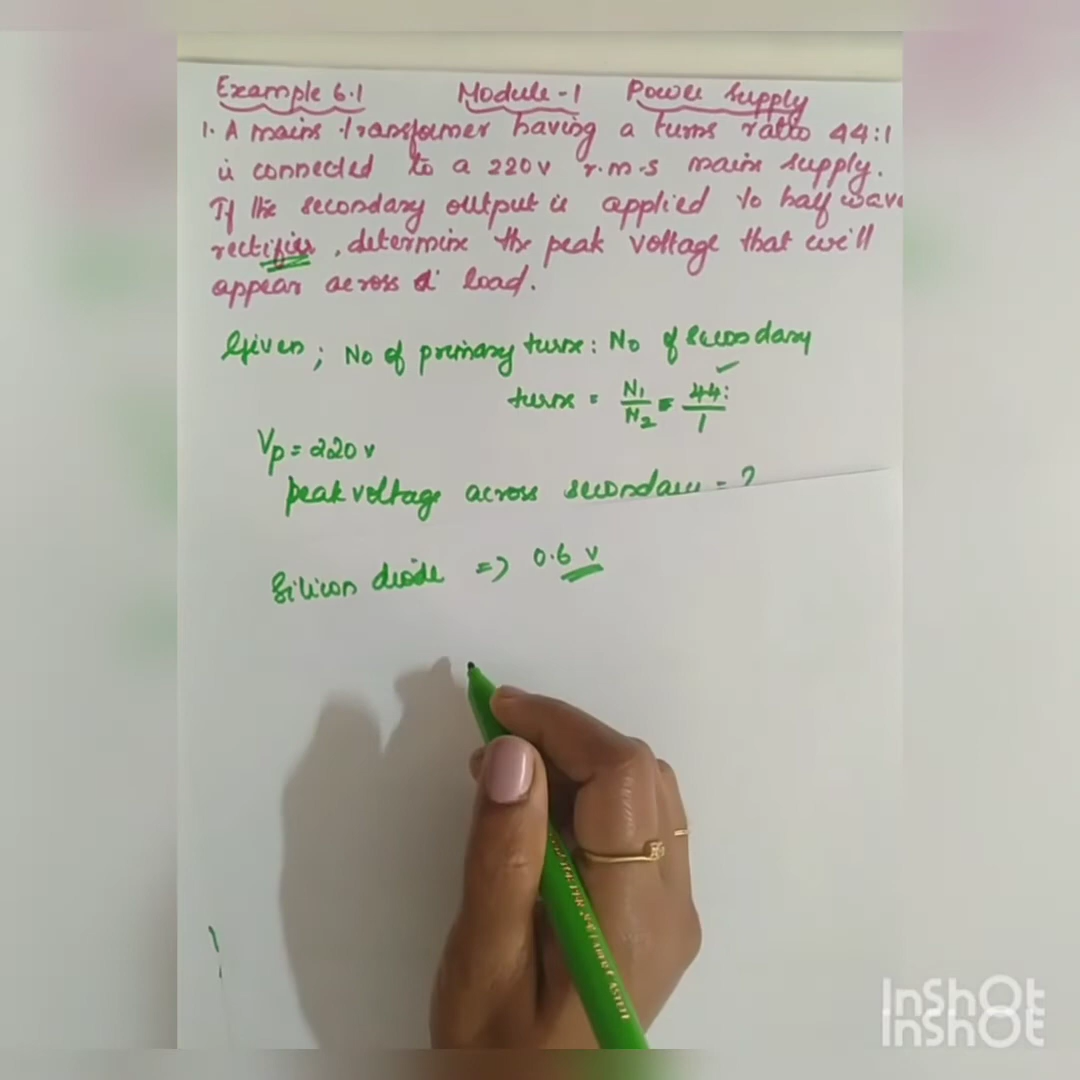 Example 6.1 Module-1 Power Supply
1. A mains transformer having a turns ratio 44:1
is connected to a 220v r.m.s mains supply.
If the secondary output is applied to half wave
rectifier, determine the peak voltage that will
appear across a load.
Given; No of primary turns: No of secondary
turns = N1/N2 = 44:/1
Vp = 220v
peak voltage across secondary = ?
Silicon diode => 0.6 v
InShOt
InShOt